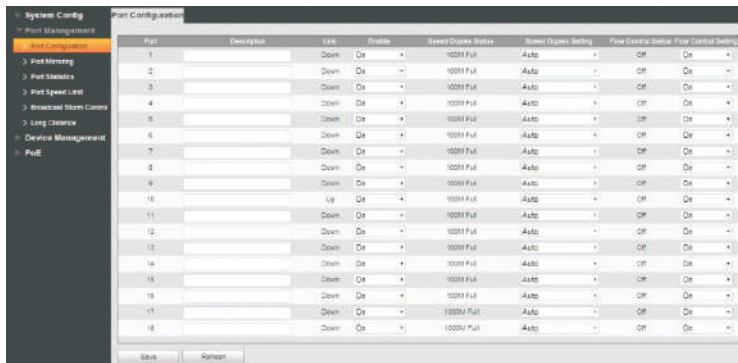 System Config
Port Management
Port Configuration
Port Mirroring
Port Statistics
Port Speed Limit
Broadcast Storm Control
Long Distance
Device Management
PoE
Port Configuration
Port Description Link Enable Speed Duplex Status Speed Duplex Setting Flow Control Status Flow Control Setting
1 Down On 100M Full Auto Off On
2 Down On 100M Full Auto Off On
3 Down On 100M Full Auto Off On
4 Down On 100M Full Auto Off On
5 Down On 100M Full Auto Off On
6 Down On 100M Full Auto Off On
7 Down On 100M Full Auto Off On
8 Down On 100M Full Auto Off On
9 Down On 100M Full Auto Off On
10 Up On 100M Full Auto Off On
11 Down On 100M Full Auto Off On
12 Down On 100M Full Auto Off On
13 Down On 100M Full Auto Off On
14 Down On 100M Full Auto Off On
15 Down On 100M Full Auto Off On
16 Down On 100M Full Auto Off On
17 Down On 1000M Full Auto Off On
18 Down On 1000M Full Auto Off On
Save Refresh